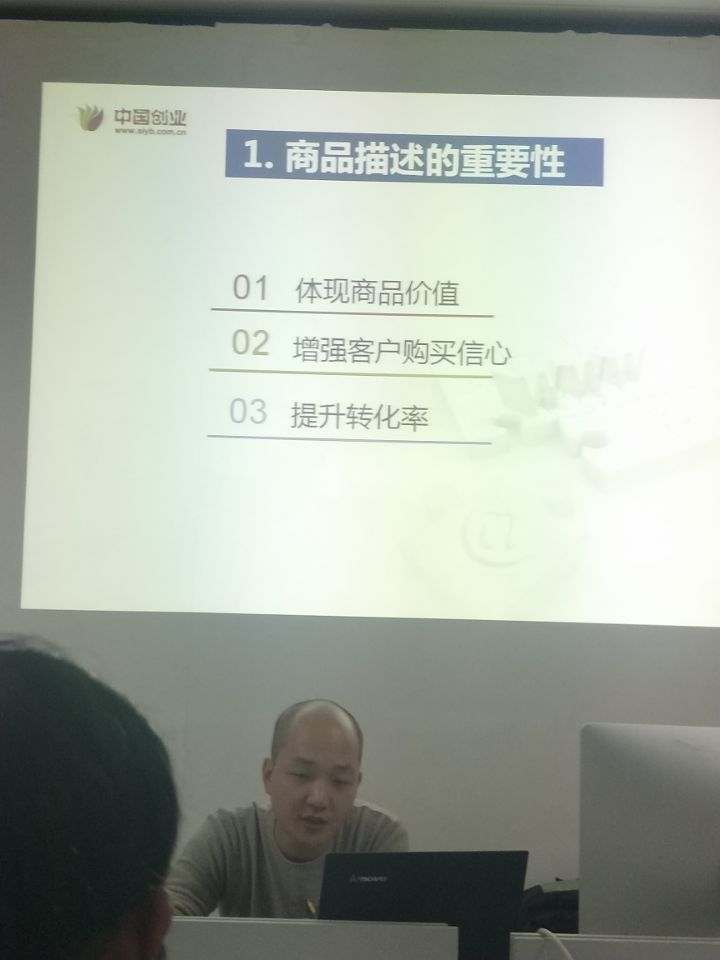 中国创业
www.siyb.com.cn
1. 商品描述的重要性
01 体现商品价值
02 增强客户购买信心
03 提升转化率
lenovo